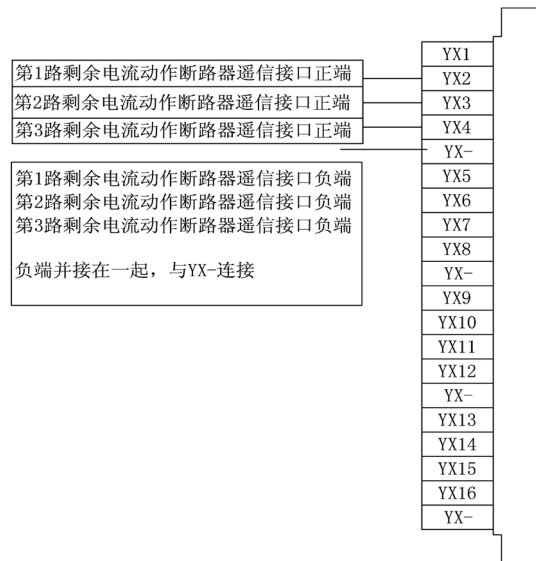 YX1
第1路剩余电流动作断路器遥信接口正端
YX2
第2路剩余电流动作断路器遥信接口正端
YX3
第3路剩余电流动作断路器遥信接口正端
YX4
YX-
第1路剩余电流动作断路器遥信接口负端
第2路剩余电流动作断路器遥信接口负端
第3路剩余电流动作断路器遥信接口负端
负端并接在一起，与YX-连接
YX5
YX6
YX7
YX8
YX-
YX9
YX10
YX11
YX12
YX-
YX13
YX14
YX15
YX16
YX-